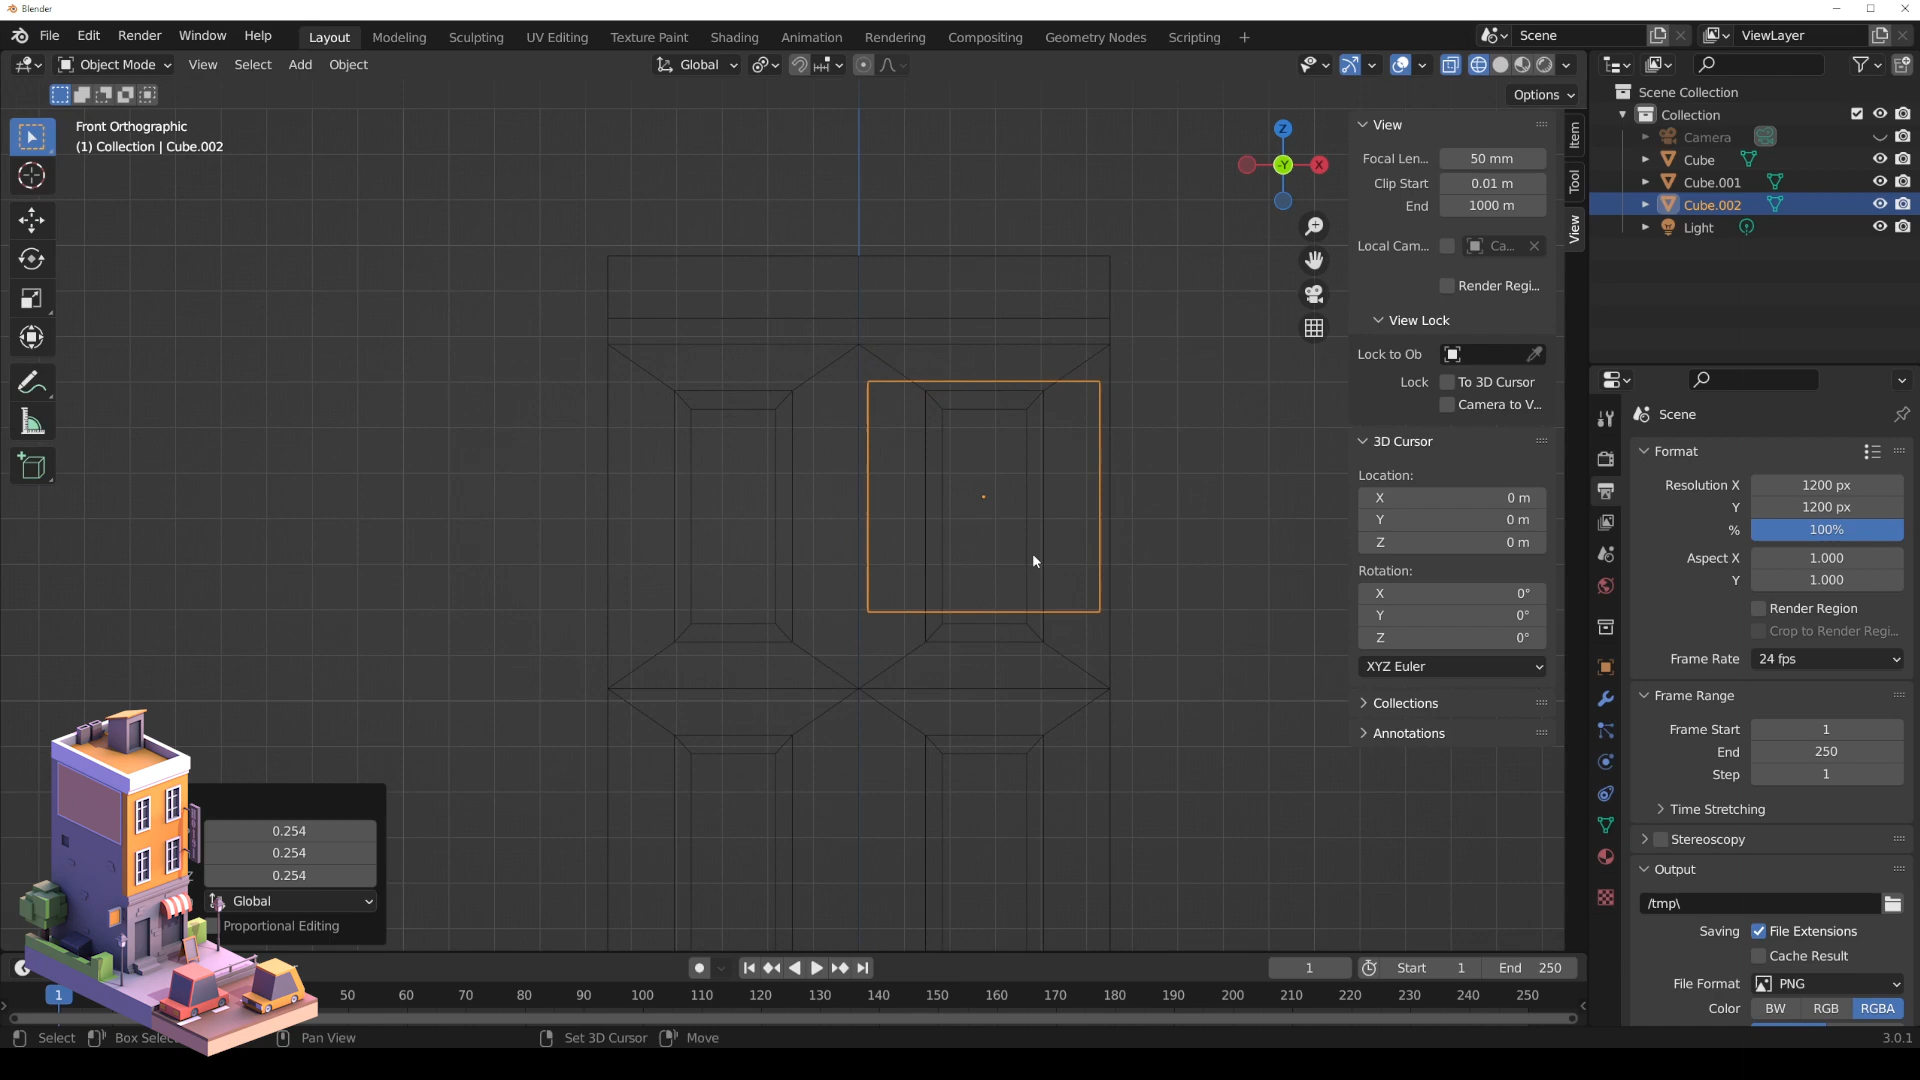 Blender
File Edit Render Window Help Layout Modeling Sculpting UV Editing Texture Paint Shading Animation Rendering Compositing Geometry Nodes Scripting + Scene ViewLayer
Object Mode View Select Add Object Global
Options
Front Orthographic
(1) Collection | Cube.002
Z
-Y X
View
Focal Len... 50 mm
Clip Start 0.01 m
End 1000 m
Local Cam... Ca...
Render Regi...
View Lock
Lock to Ob
Lock To 3D Cursor
Camera to V...
3D Cursor
Location:
X 0 m
Y 0 m
Z 0 m
Rotation:
X 0°
Y 0°
Z 0°
XYZ Euler
Collections
Annotations
Item
Tool
View
Scene Collection
Collection
Camera
Cube
Cube.001
Cube.002
Light
Scene
Format
Resolution X 1200 px
Y 1200 px
% 100%
Aspect X 1.000
Y 1.000
Render Region
Crop to Render Regi...
Frame Rate 24 fps
Frame Range
Frame Start 1
End 250
Step 1
Time Stretching
Stereoscopy
Output
/tmp\
Saving File Extensions
Cache Result
File Format PNG
Color BW RGB RGBA
0.254
0.254
0.254
Global
Proportional Editing
1 Start 1 End 250
1 50 60 70 80 90 100 110 120 130 140 150 160 170 180 190 200 210 220 230 240 250
Select Box Selec Pan View Set 3D Cursor Move 3.0.1